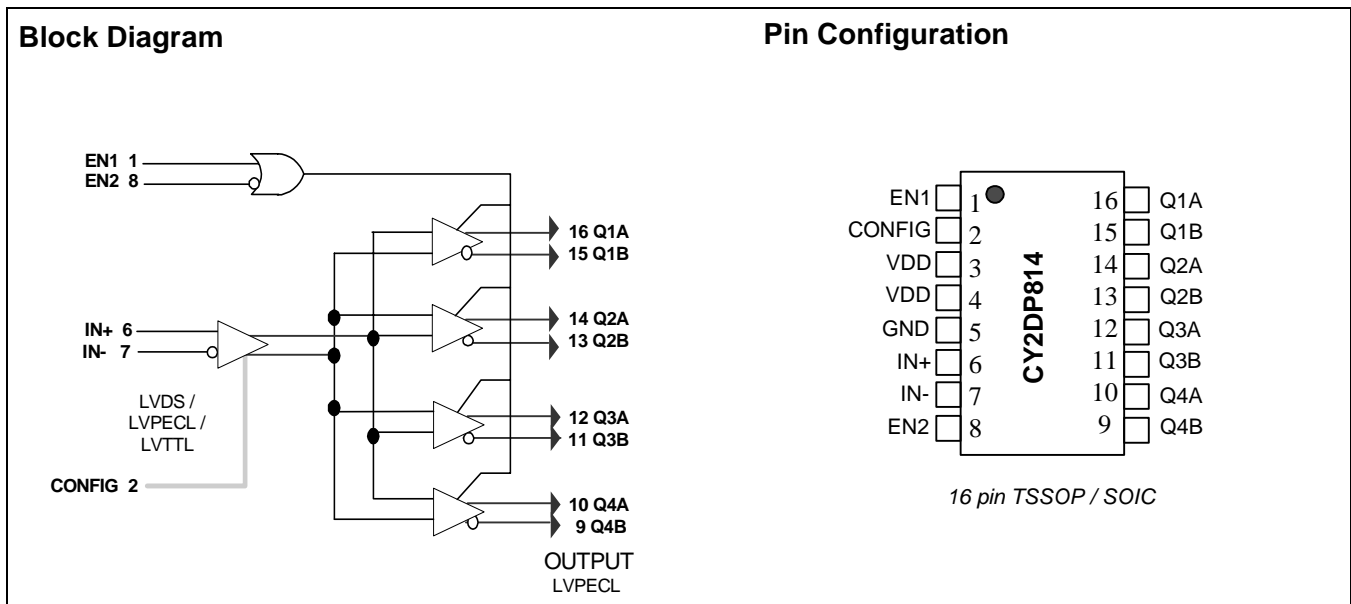 Block Diagram
EN1 1
EN2 8
16 Q1A
15 Q1B
14 Q2A
13 Q2B
IN+ 6
IN- 7
LVDS /
LVPECL /
LVTTL
12 Q3A
11 Q3B
CONFIG 2
10 Q4A
9 Q4B
OUTPUT
LVPECL
Pin Configuration
EN1 1 16 Q1A
CONFIG 2 15 Q1B
VDD 3 14 Q2A
VDD 4 13 Q2B
GND 5 12 Q3A
IN+ 6 11 Q3B
IN- 7 10 Q4A
EN2 8 9 Q4B
CY2DP814
16 pin TSSOP / SOIC